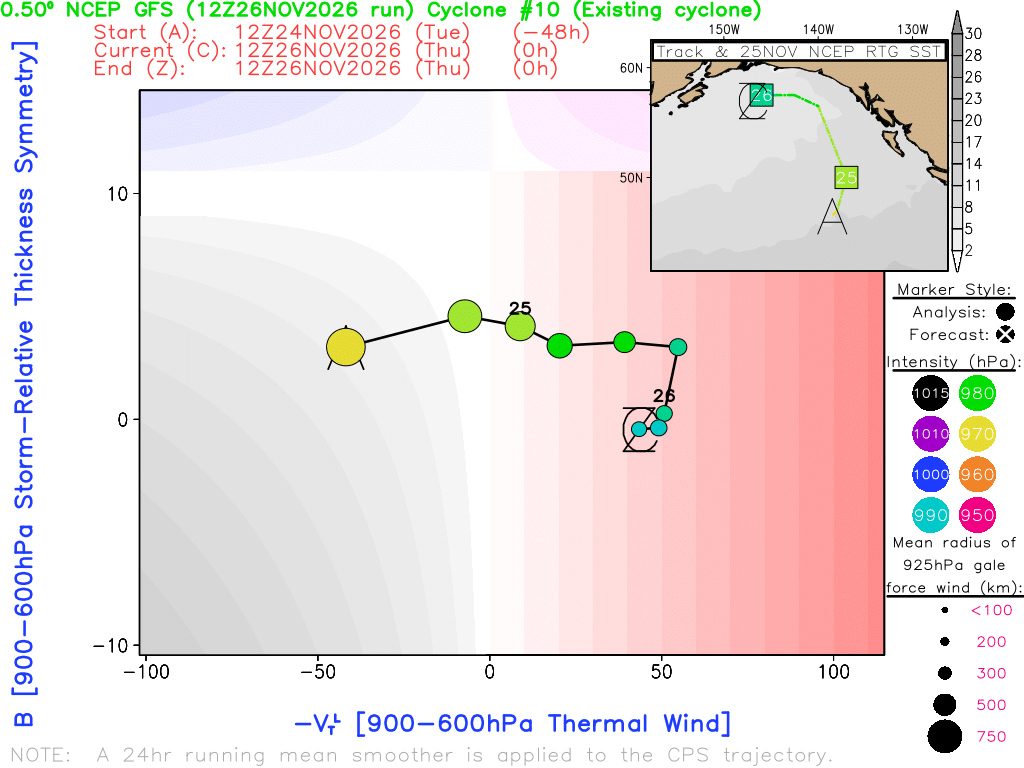 0.50° NCEP GFS (12Z26NOV2026 run) Cyclone #10 (Existing cyclone)
Start (A): 12Z24NOV2026 (Tue) (−48h)
Current (C): 12Z26NOV2026 (Thu) (0h)
End (Z): 12Z26NOV2026 (Thu) (0h)
150W 140W 130W
Track & 25NOV NCEP RTG SST
60N
50N
26
C
Z
25
A
30
28
26
23
20
17
14
11
8
5
2
B [900−600hPa Storm−Relative Thickness Symmetry]
10
0
−10
A
25
26
C
Z
−100 −50 0 50 100
−VTL [900−600hPa Thermal Wind]
Marker Style:
Analysis:
Forecast:
Intensity (hPa):
1015 980
1010 970
1000 960
990 950
Mean radius of
925hPa gale
force wind (km):
<100
200
300
500
750
NOTE: A 24hr running mean smoother is applied to the CPS trajectory.